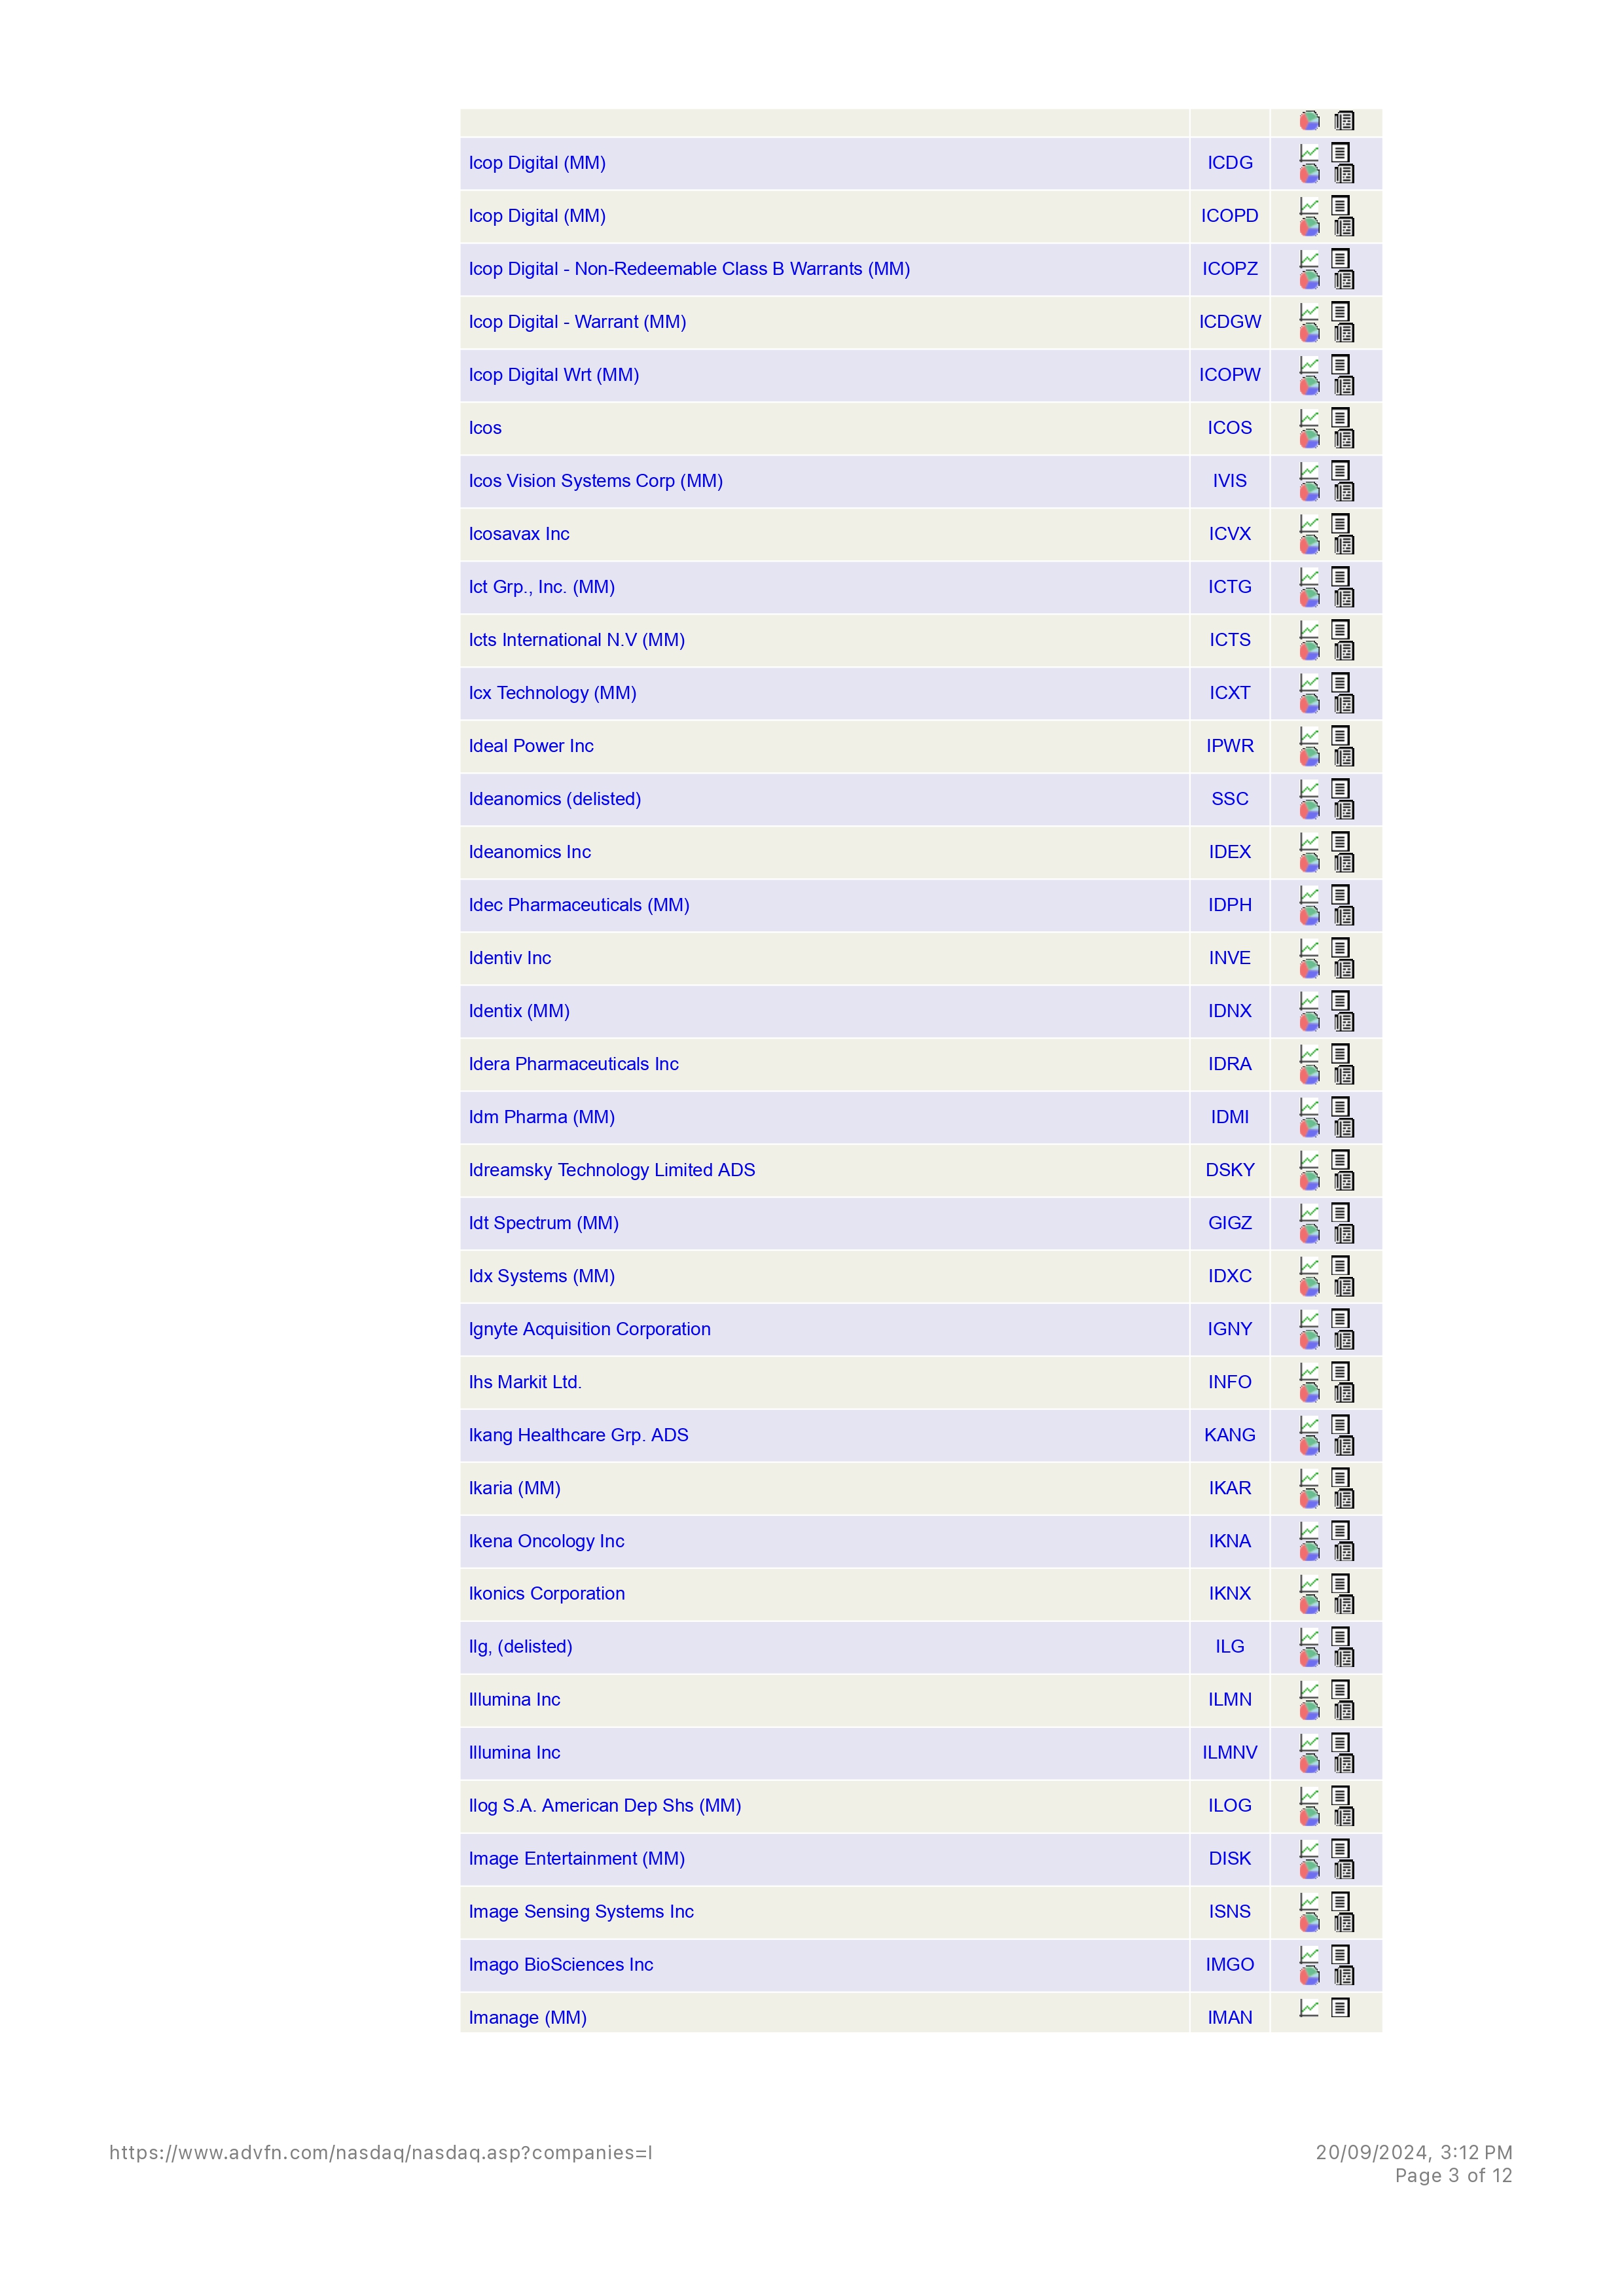 Icop Digital (MM) ICDG
Icop Digital (MM) ICOPD
Icop Digital - Non-Redeemable Class B Warrants (MM) ICOPZ
Icop Digital - Warrant (MM) ICDGW
Icop Digital Wrt (MM) ICOPW
Icos ICOS
Icos Vision Systems Corp (MM) IVIS
Icosavax Inc ICVX
Ict Grp., Inc. (MM) ICTG
Icts International N.V (MM) ICTS
Icx Technology (MM) ICXT
Ideal Power Inc IPWR
Ideanomics (delisted) SSC
Ideanomics Inc IDEX
Idec Pharmaceuticals (MM) IDPH
Identiv Inc INVE
Identix (MM) IDNX
Idera Pharmaceuticals Inc IDRA
Idm Pharma (MM) IDMI
Idreamsky Technology Limited ADS DSKY
Idt Spectrum (MM) GIGZ
Idx Systems (MM) IDXC
Ignyte Acquisition Corporation IGNY
Ihs Markit Ltd. INFO
Ikang Healthcare Grp. ADS KANG
Ikaria (MM) IKAR
Ikena Oncology Inc IKNA
Ikonics Corporation IKNX
Ilg, (delisted) ILG
Illumina Inc ILMN
Illumina Inc ILMNV
Ilog S.A. American Dep Shs (MM) ILOG
Image Entertainment (MM) DISK
Image Sensing Systems Inc ISNS
Imago BioSciences Inc IMGO
Imanage (MM) IMAN
https://www.advfn.com/nasdaq/nasdaq.asp?companies=I 20/09/2024, 3:12 PM
Page 3 of 12